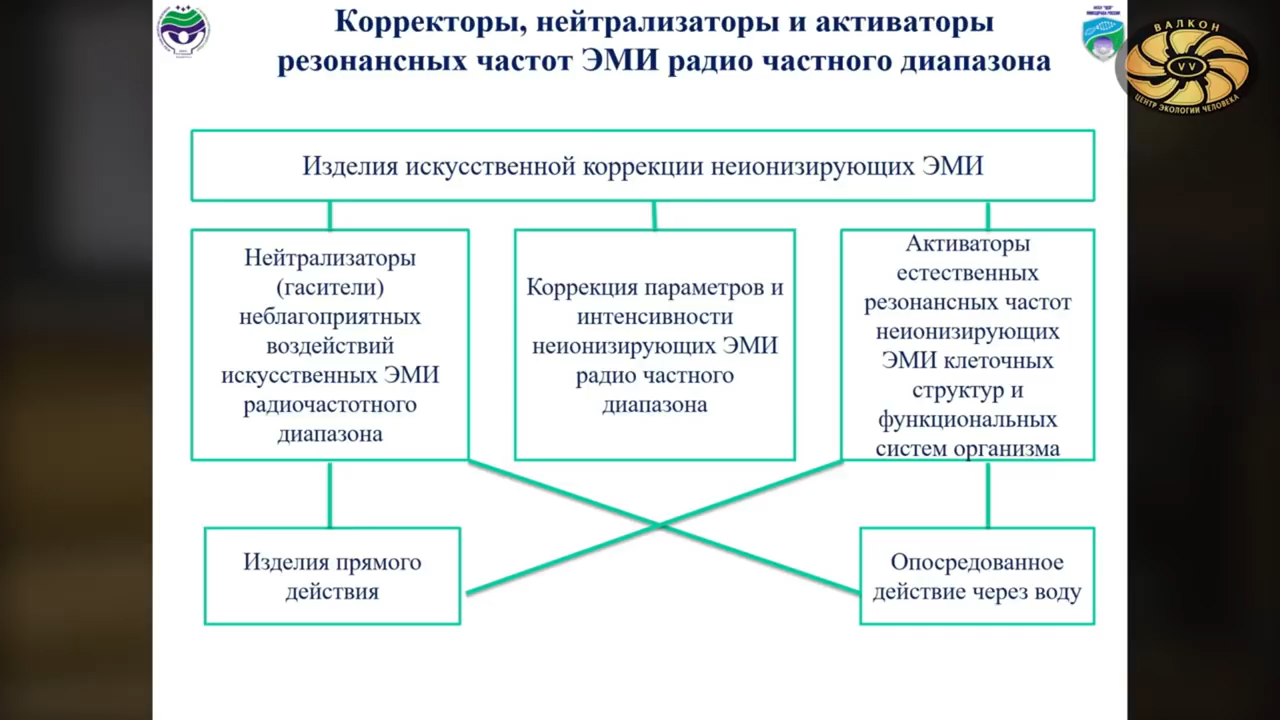 Корректоры, нейтрализаторы и активаторы
резонансных частот ЭМИ радио частного диапазона
ВАЛКОН
VV
ЦЕНТР ЭКОЛОГИИ ЧЕЛОВЕКА
Изделия искусственной коррекции неионизирующих ЭМИ
Нейтрализаторы
(гасители)
неблагоприятных
воздействий
искусственных ЭМИ
радиочастотного
диапазона
Коррекция параметров и
интенсивности
неионизирующих ЭМИ
радио частного
диапазона
Активаторы
естественных
резонансных частот
неионизирующих
ЭМИ клеточных
структур и
функциональных
систем организма
Изделия прямого
действия
Опосредованное
действие через воду